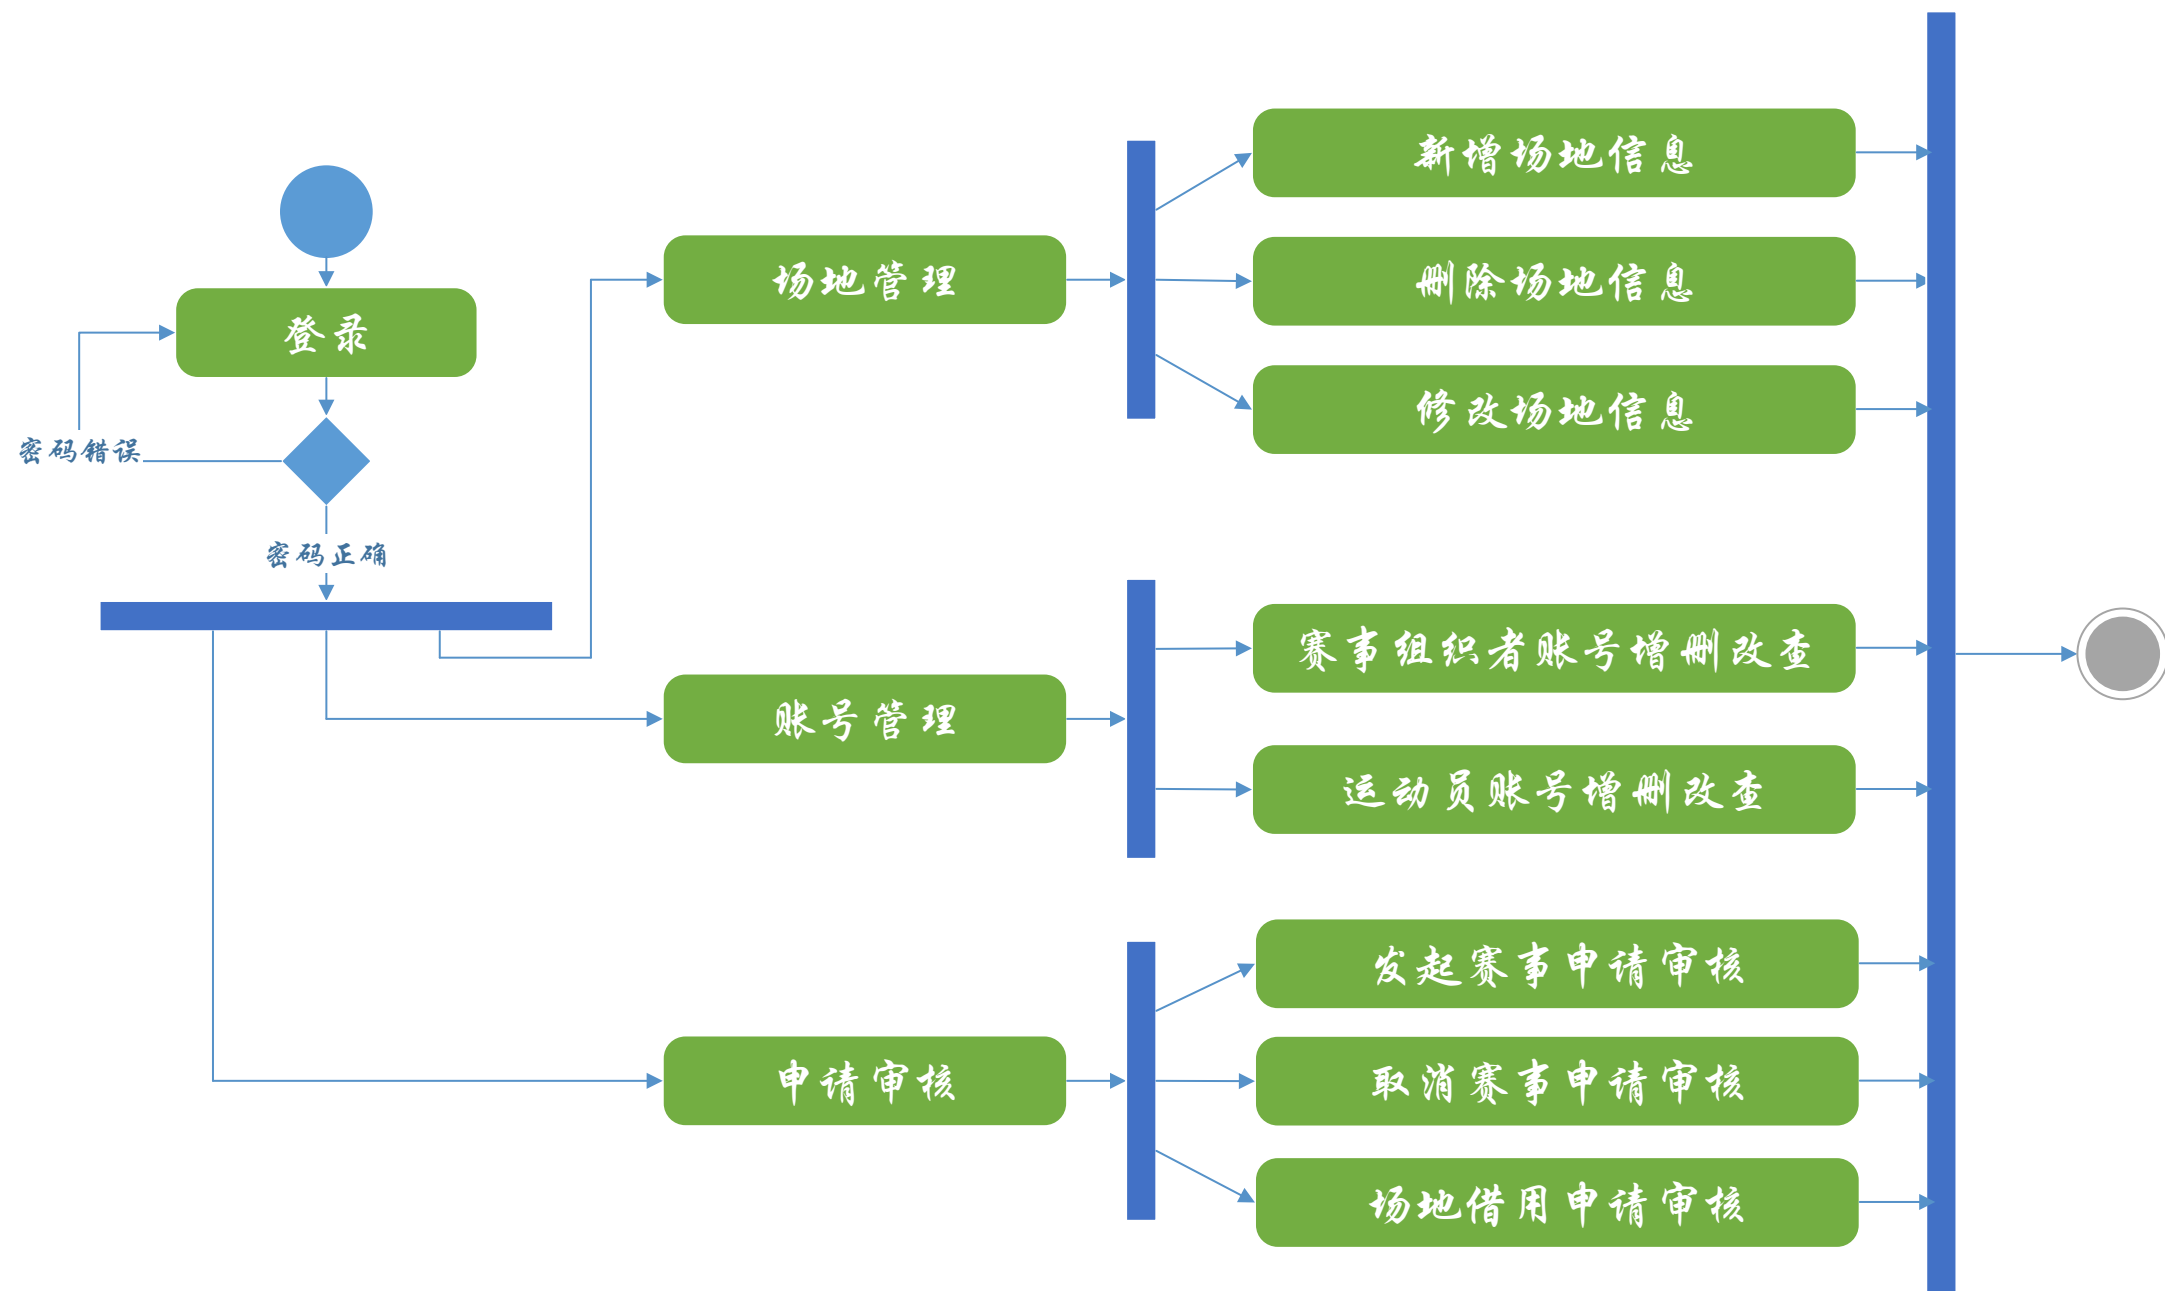 登录
密码错误
密码正确
场地管理
新增场地信息
删除场地信息
修改场地信息
账号管理
赛事组织者账号增删改查
运动员账号增删改查
申请审核
发起赛事申请审核
取消赛事申请审核
场地借用申请审核